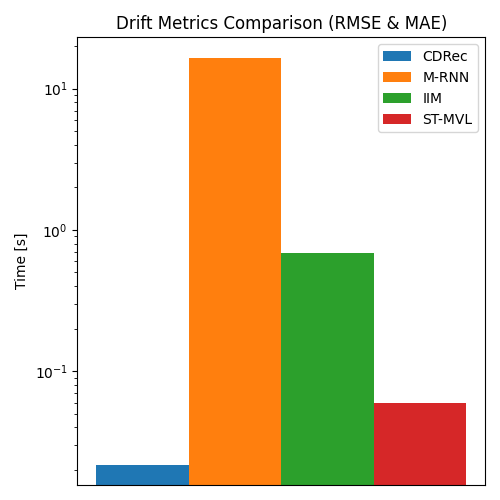 Drift Metrics Comparison (RMSE & MAE)
CDRec
M-RNN
IIM
ST-MVL
Time [s]
10¹
10⁰
10⁻¹